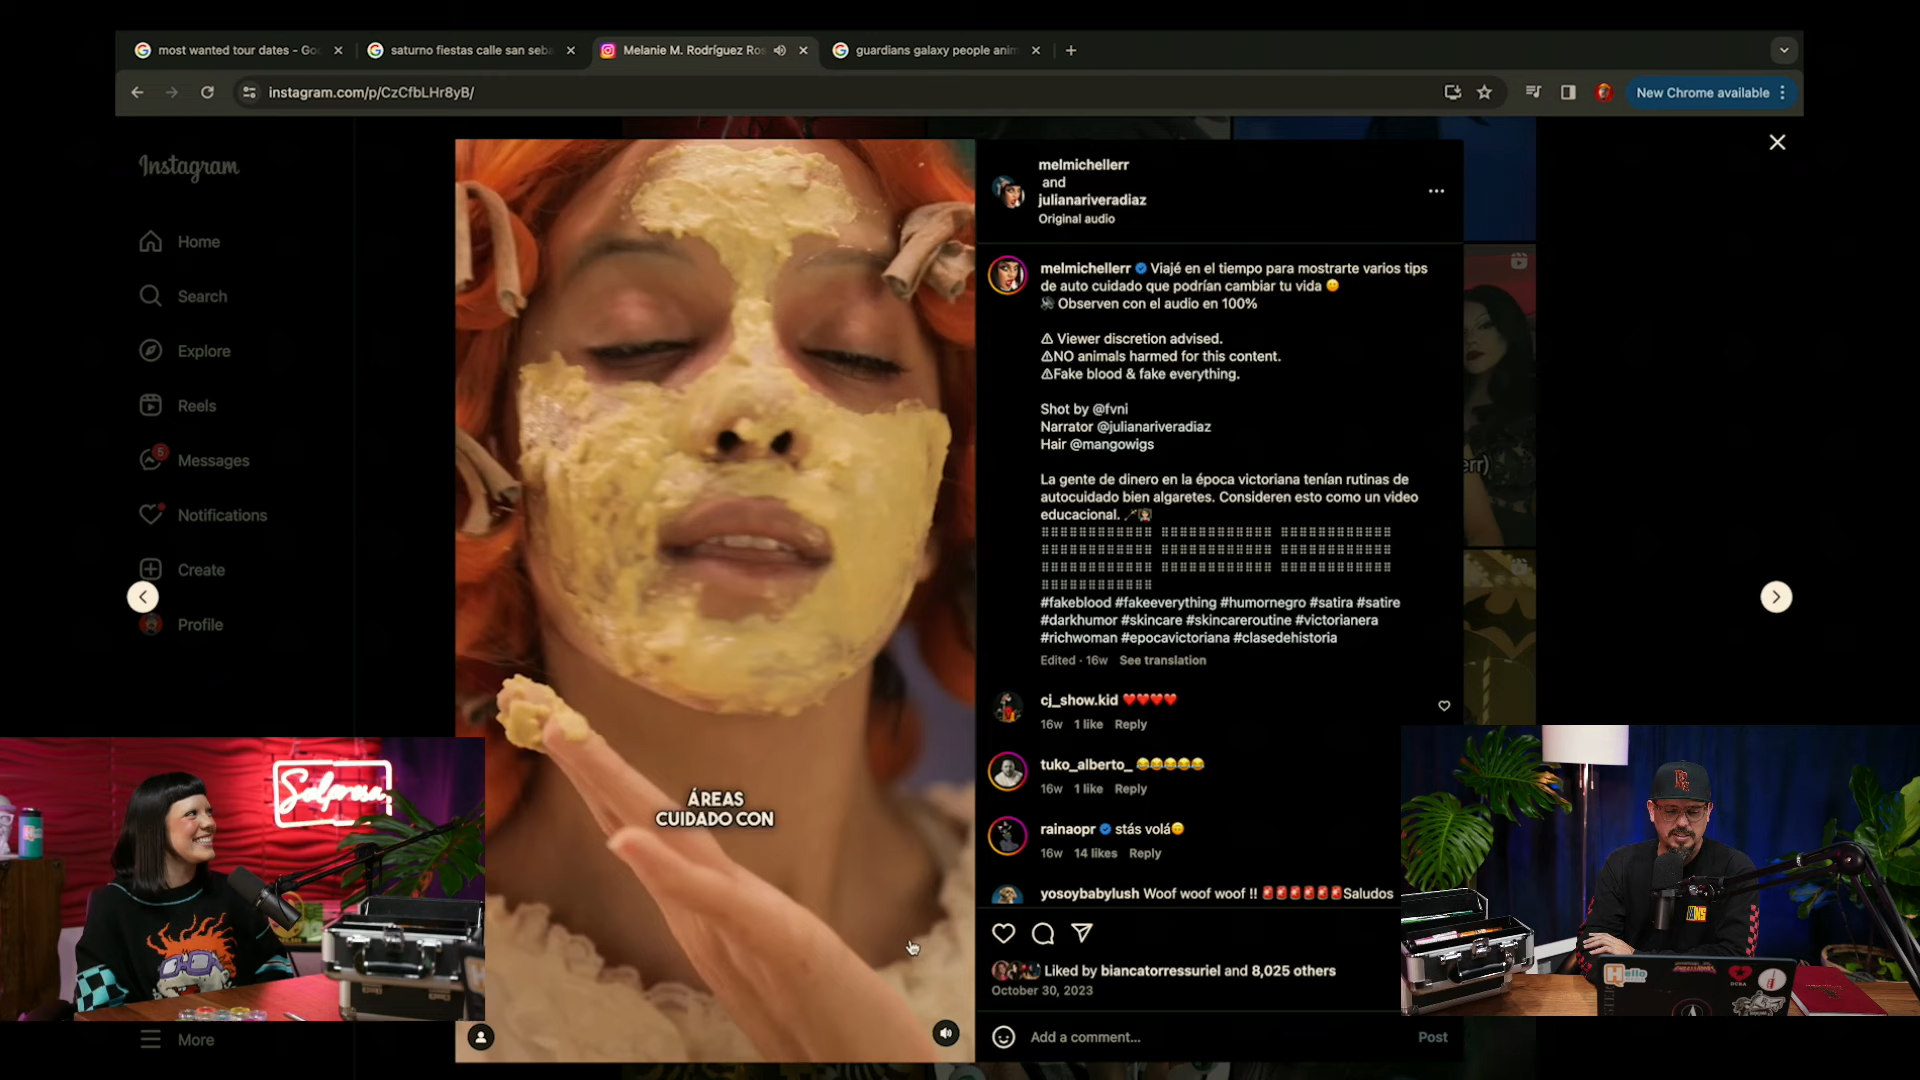 most wanted tour dates - Goo
saturno fiestas calle san seba
Melanie M. Rodríguez Ros
guardians galaxy people anim
instagram.com/p/CzCfbLHr8yB/
New Chrome available
Instagram
Home
Search
Explore
Reels
5
Messages
Notifications
Create
Profile
More
ÁREAS
CUIDADO CON
melmichellerr
and
julianariveradiaz
Original audio
melmichellerr Viajé en el tiempo para mostrarte varios tips
de auto cuidado que podrían cambiar tu vida 🙂
Observen con el audio en 100%
⚠ Viewer discretion advised.
⚠NO animals harmed for this content.
⚠Fake blood & fake everything.
Shot by @fvni
Narrator @julianariveradiaz
Hair @mangowigs
La gente de dinero en la época victoriana tenían rutinas de
autocuidado bien algaretes. Consideren esto como un video
educacional.
#fakeblood #fakeeverything #humornegro #satira #satire
#darkhumor #skincare #skincareroutine #victorianera
#richwoman #epocavictoriana #clasedehistoria
Edited · 16w See translation
cj_show.kid ❤️❤️❤️❤️
16w 1 like Reply
tuko_alberto_ 😂😂😂😂😂
16w 1 like Reply
rainaopr stás volá
16w 14 likes Reply
yosoybabylush Woof woof woof !! 🚨🚨🚨🚨🚨🚨Saludos
Liked by biancatorressuriel and 8,025 others
October 30, 2023
Add a comment...
Post
Solpresa
Hello